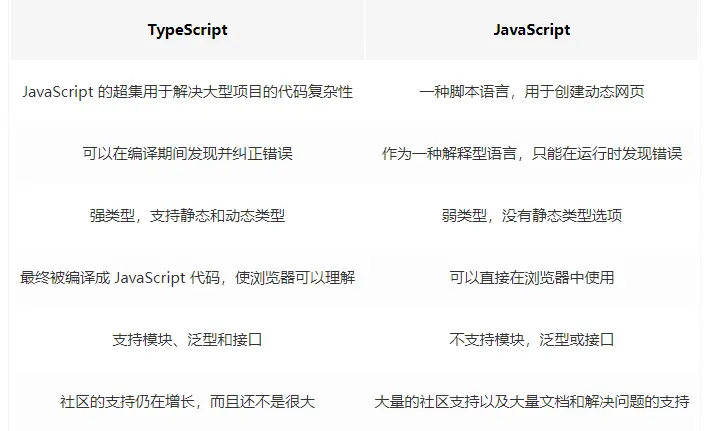 TypeScript JavaScript
JavaScript 的超集用于解决大型项目的代码复杂性 一种脚本语言，用于创建动态网页
可以在编译期间发现并纠正错误 作为一种解释型语言，只能在运行时发现错误
强类型，支持静态和动态类型 弱类型，没有静态类型选项
最终被编译成 JavaScript 代码，使浏览器可以理解 可以直接在浏览器中使用
支持模块、泛型和接口 不支持模块，泛型或接口
社区的支持仍在增长，而且还不是很大 大量的社区支持以及大量文档和解决问题的支持